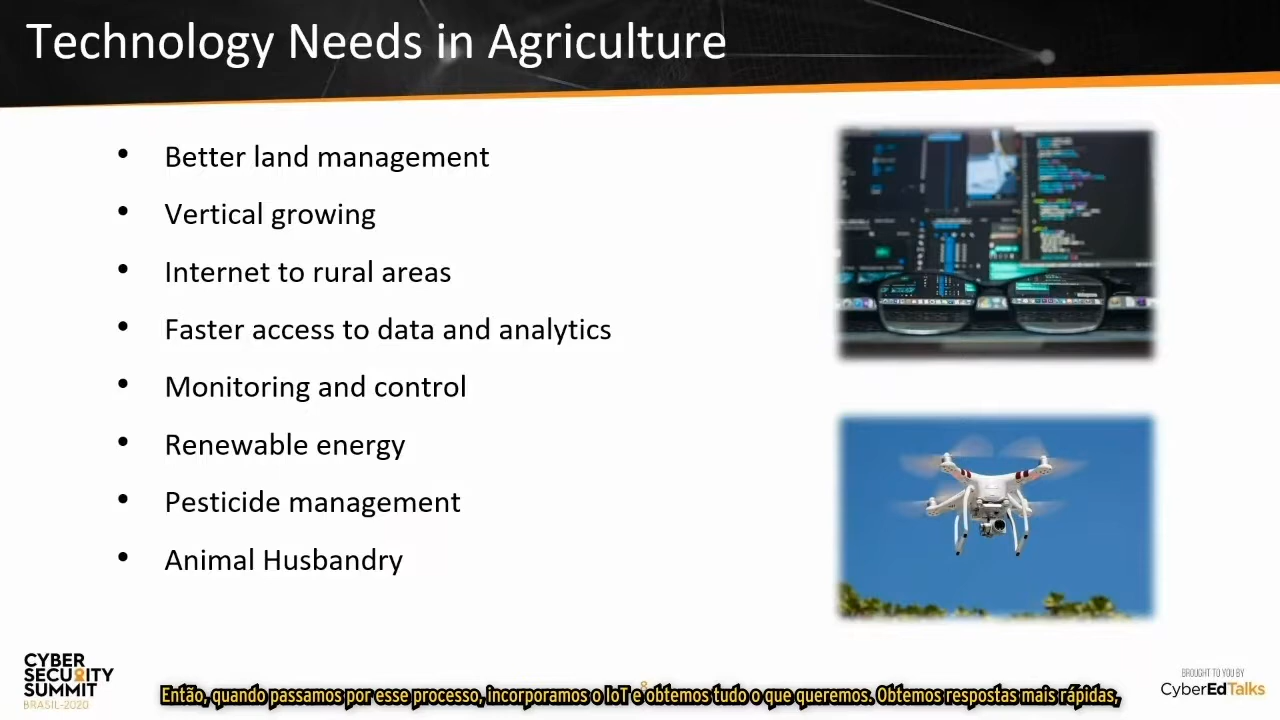 Technology Needs in Agriculture
• Better land management
• Vertical growing
• Internet to rural areas
• Faster access to data and analytics
• Monitoring and control
• Renewable energy
• Pesticide management
• Animal Husbandry
CYBER
SECURITY
SUMMIT
BRASIL-2020
Então, quando passamos por esse processo, incorporamos o IoT e obtemos tudo o que queremos. Obtemos respostas mais rápidas,
BROUGHT TO YOU BY
CyberEdTalks